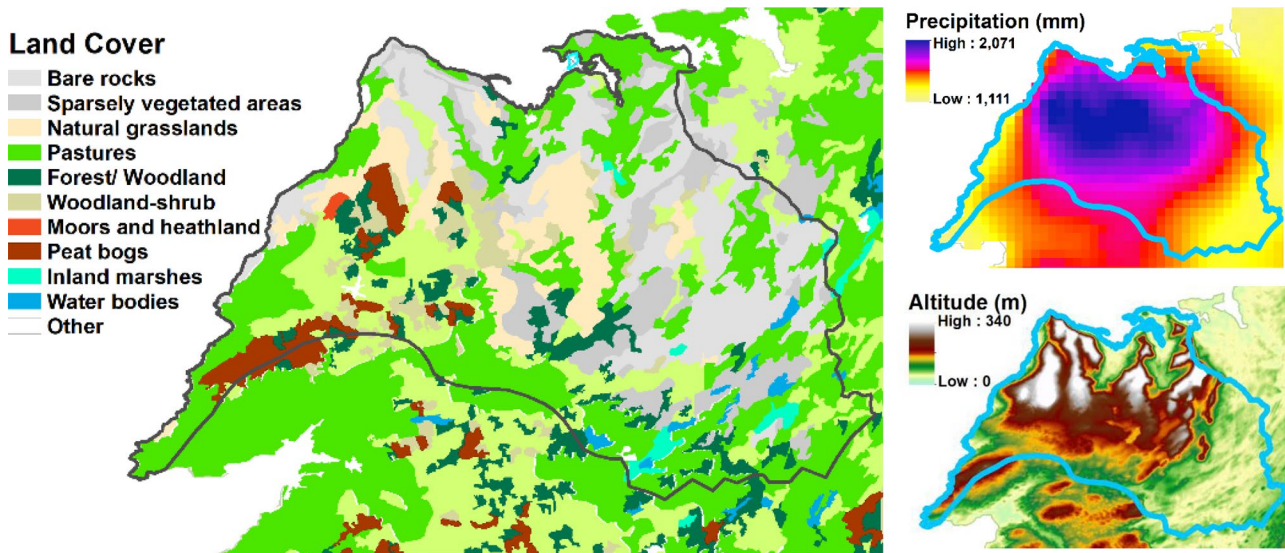 Land Cover
Bare rocks
Sparsely vegetated areas
Natural grasslands
Pastures
Forest/ Woodland
Woodland-shrub
Moors and heathland
Peat bogs
Inland marshes
Water bodies
Other
Precipitation (mm)
High : 2,071
Low : 1,111
Altitude (m)
High : 340
Low : 0